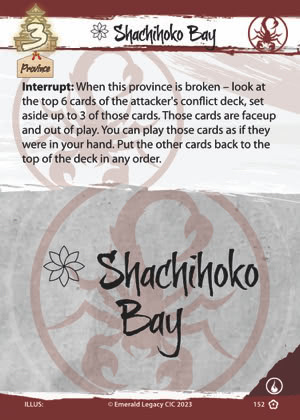 3
Shachihoko Bay
Province
Interrupt: When this province is broken – look
at the top 6 cards of the attacker's conflict deck, set
aside up to 3 of those cards. Those cards are faceup
and out of play. You can play those cards as if they
were in your hand. Put the other cards back to the
top of the deck in any order.
Shachihoko
Bay
ILLUS: © Emerald Legacy CIC 2023 152